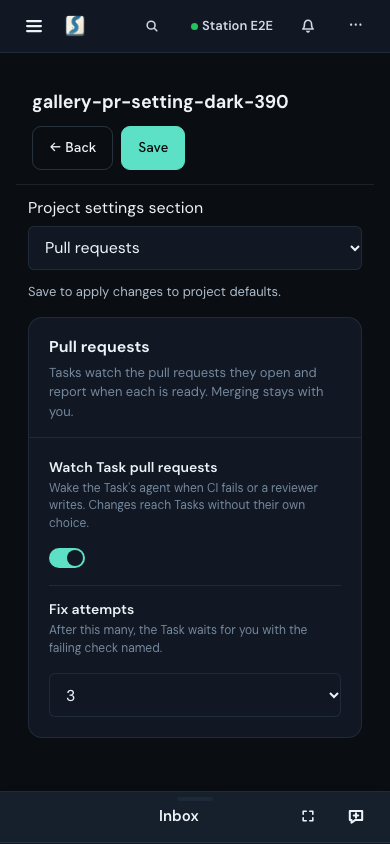 Station E2E
gallery-pr-setting-dark-390
← Back
Save
Project settings section
Pull requests
Save to apply changes to project defaults.
Pull requests
Tasks watch the pull requests they open and
report when each is ready. Merging stays with
you.
Watch Task pull requests
Wake the Task's agent when CI fails or a reviewer
writes. Changes reach Tasks without their own
choice.
Fix attempts
After this many, the Task waits for you with the
failing check named.
3
Inbox